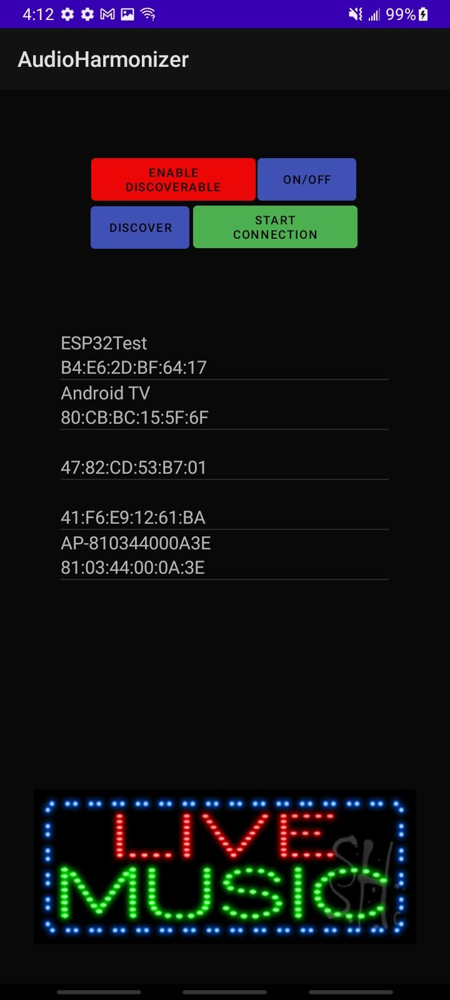 4:12 99%
AudioHarmonizer
ENABLE
DISCOVERABLE
ON/OFF
DISCOVER
START
CONNECTION
ESP32Test
B4:E6:2D:BF:64:17
Android TV
80:CB:BC:15:5F:6F
47:82:CD:53:B7:01
41:F6:E9:12:61:BA
AP-810344000A3E
81:03:44:00:0A:3E
LIVE
MUSIC